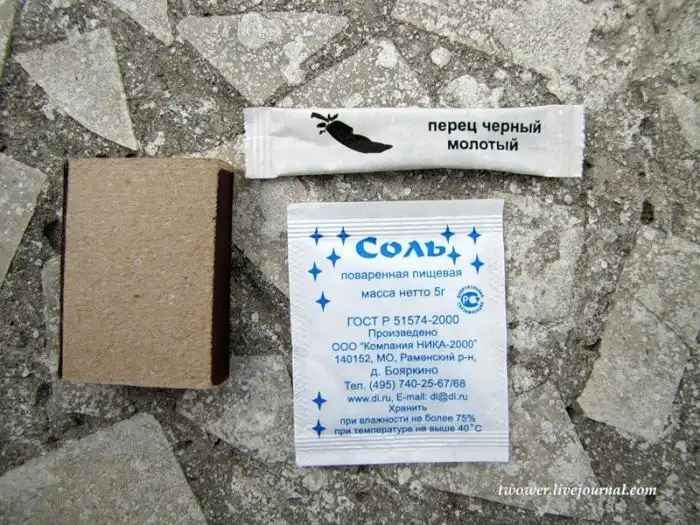 перец черный
молотый
Соль
поваренная пищевая
масса нетто 5г
ГОСТ Р 51574-2000
Произведено
ООО "Компания НИКА-2000"
140152, МО, Раменский р-н,
д. Бояркино
Тел. (495) 740-25-67/68
www.di.ru, E-mail: di@di.ru
Хранить
при влажности не более 75%
при температуре не выше 40°С
twower.livejournal.com